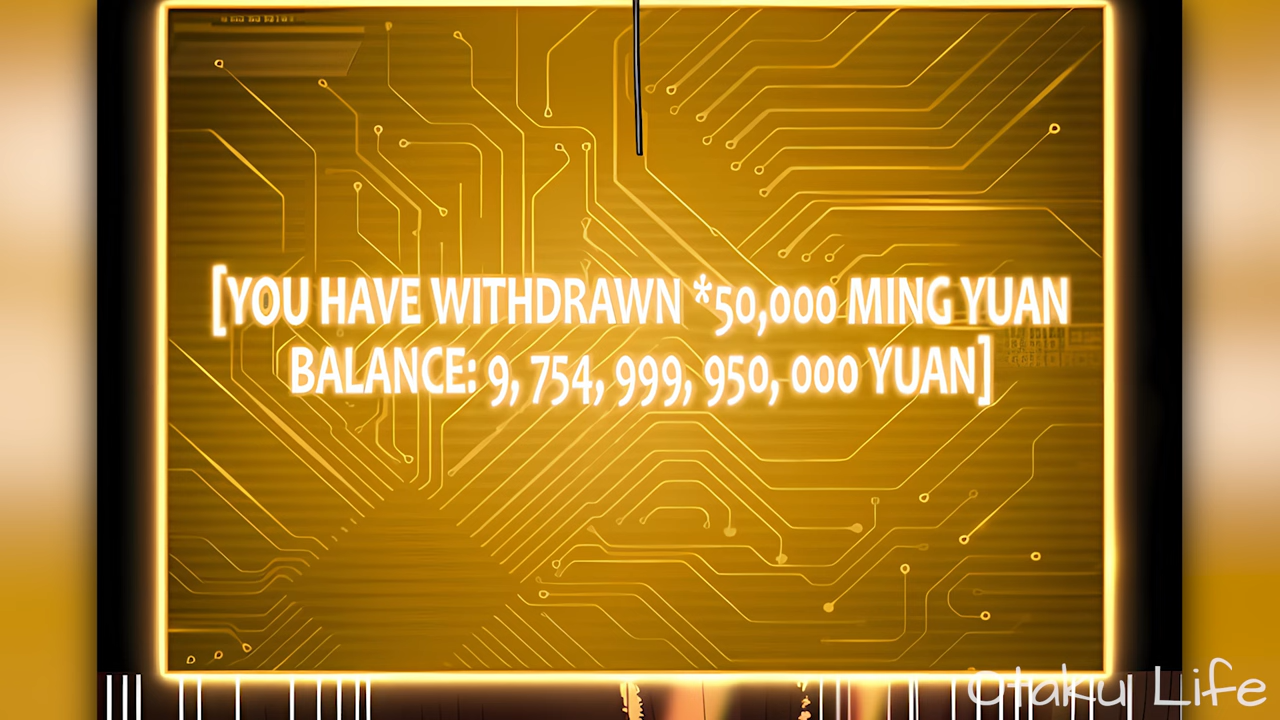 [YOU HAVE WITHDRAWN *50,000 MING YUAN
BALANCE: 9, 754, 999, 950, 000 YUAN]
Otaku Life